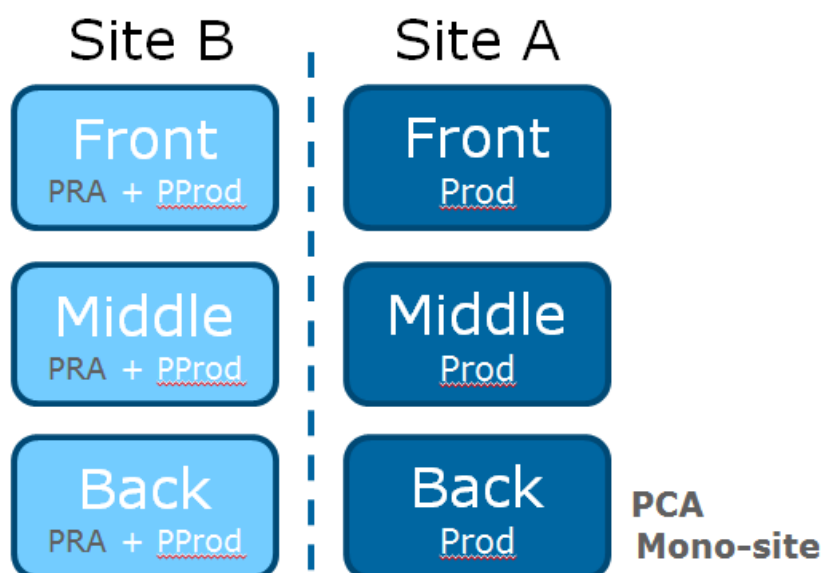 Site B
Site A
Front
PRA + PProd
Front
Prod
Middle
PRA + PProd
Middle
Prod
Back
PRA + PProd
Back
Prod
PCA
Mono-site